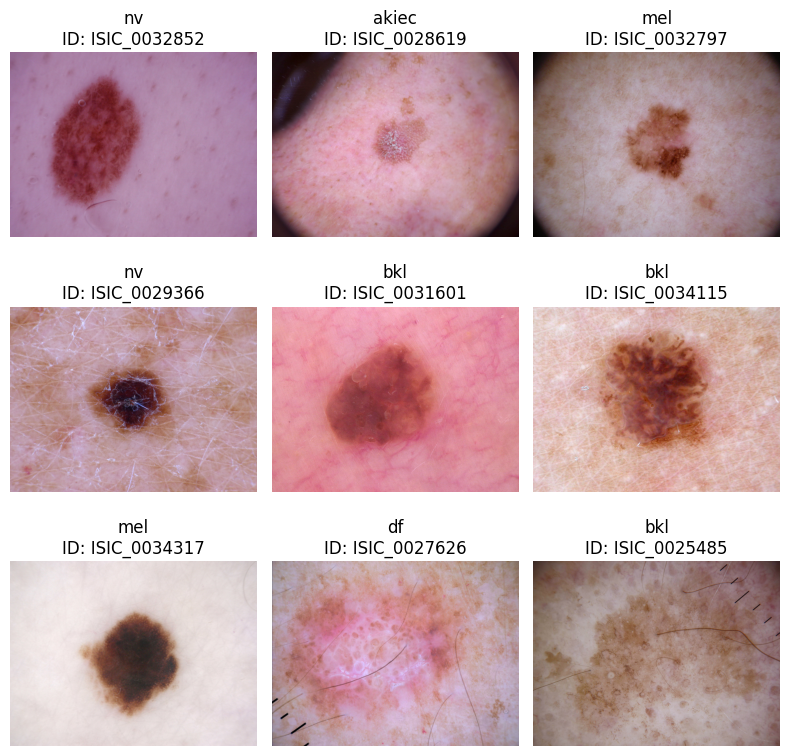 nv
ID: ISIC_0032852
akiec
ID: ISIC_0028619
mel
ID: ISIC_0032797
nv
ID: ISIC_0029366
bkl
ID: ISIC_0031601
bkl
ID: ISIC_0034115
mel
ID: ISIC_0034317
df
ID: ISIC_0027626
bkl
ID: ISIC_0025485